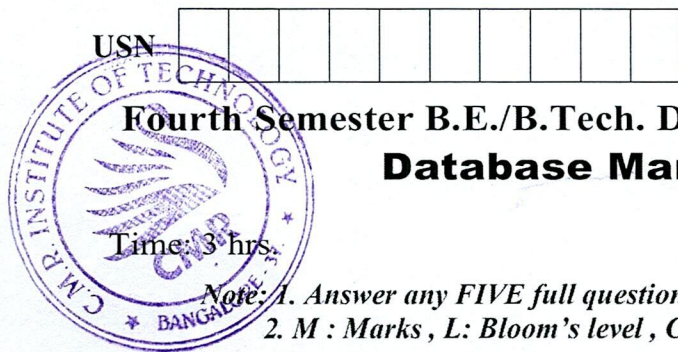 USN
C.M.R. INSTITUTE OF TECHNOLOGY
CMR
BANGALORE - 37.
Fourth Semester B.E./B.Tech. D
Database Ma
Time: 3 hrs.
Note: 1. Answer any FIVE full question
2. M : Marks , L: Bloom's level , C